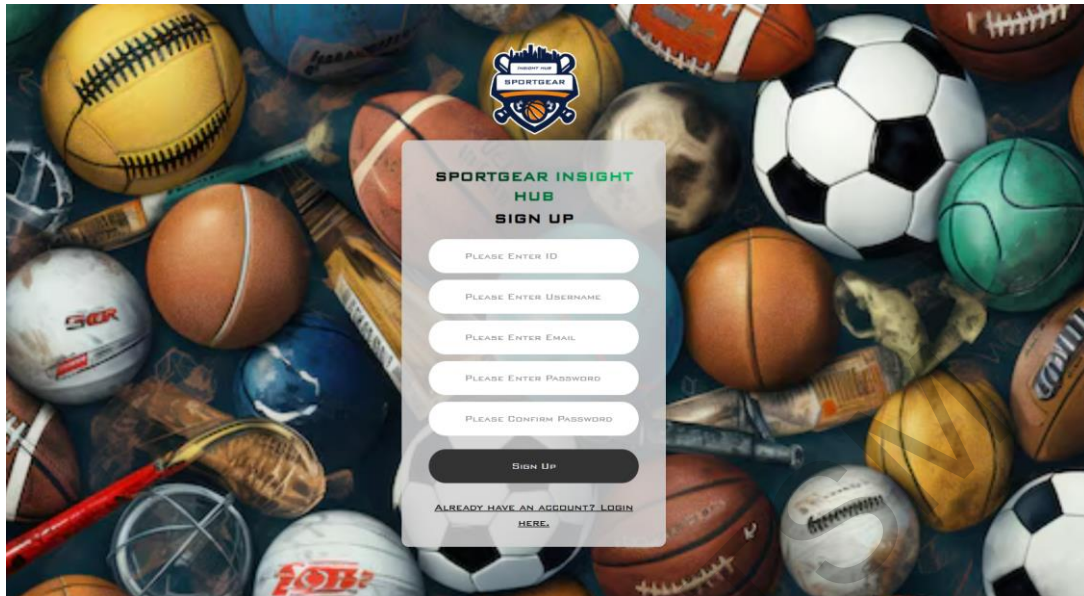 INSIGHT HUB
SPORTGEAR
SPORTGEAR INSIGHT
HUB
SIGN UP
Please Enter ID
Please Enter Username
Please Enter Email
Please Enter Password
Please Confirm Password
Sign Up
Already have an account? Login
here.